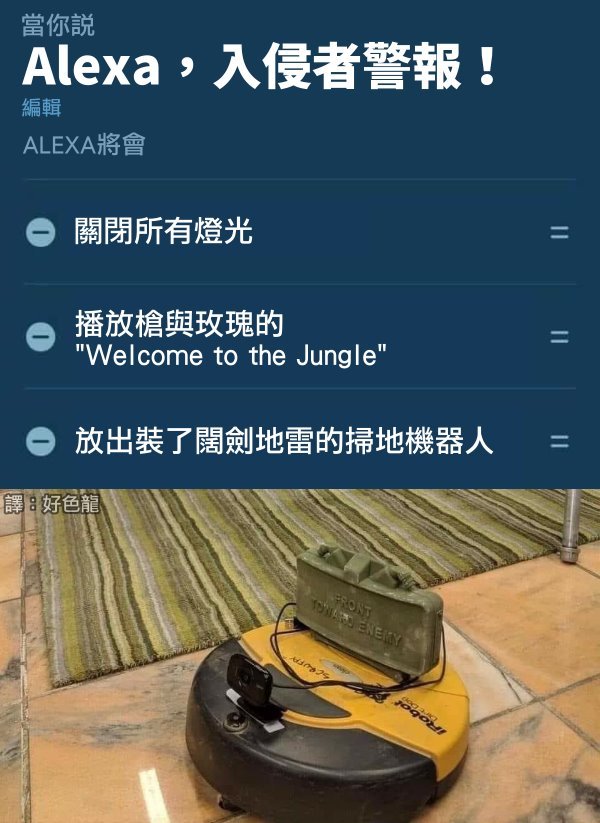 當你説
Alexa，入侵者警報！
編輯
ALEXA將會
關閉所有燈光
播放槍與玫瑰的
"Welcome to the Jungle"
放出裝了闊劍地雷的掃地機器人
譯：好色龍
FRONT
TOWARD ENEMY
iRobot